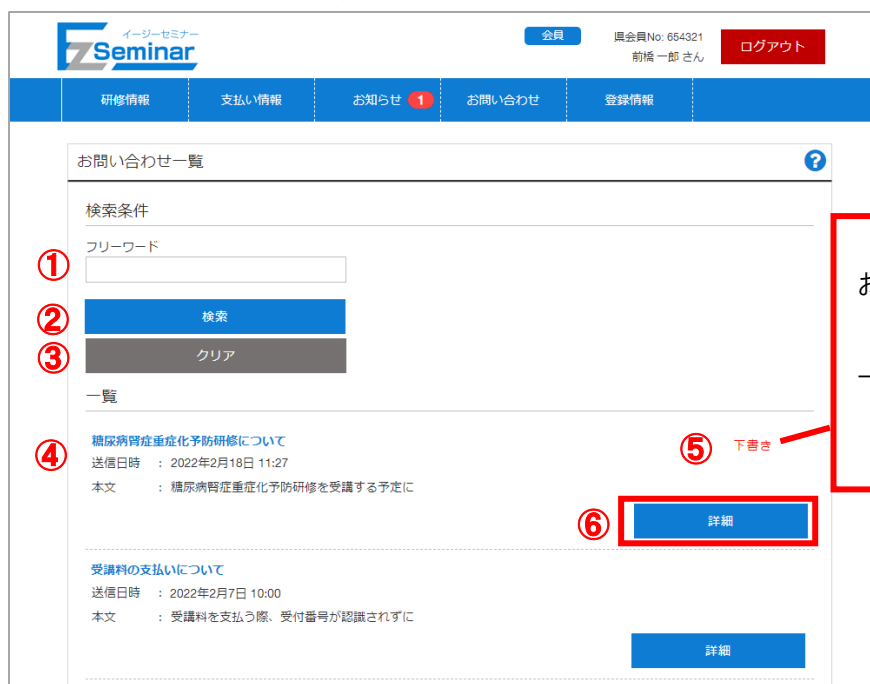 イージーセミナー
EZ Seminar
会員
県会員No: 654321
前橋 一郎 さん
ログアウト
研修情報 支払い情報 お知らせ 1 お問い合わせ 登録情報
お問い合わせ一覧 ?
検索条件
フリーワード
①
② 検索
③ クリア
一覧
④ 糖尿病腎症重症化予防研修について
⑤ 下書き
送信日時 : 2022年2月18日 11:27
本文 : 糖尿病腎症重症化予防研修を受講する予定に
⑥ 詳細
受講料の支払いについて
送信日時 : 2022年2月7日 10:00
本文 : 受講料を支払う際、受付番号が認識されずに
詳細